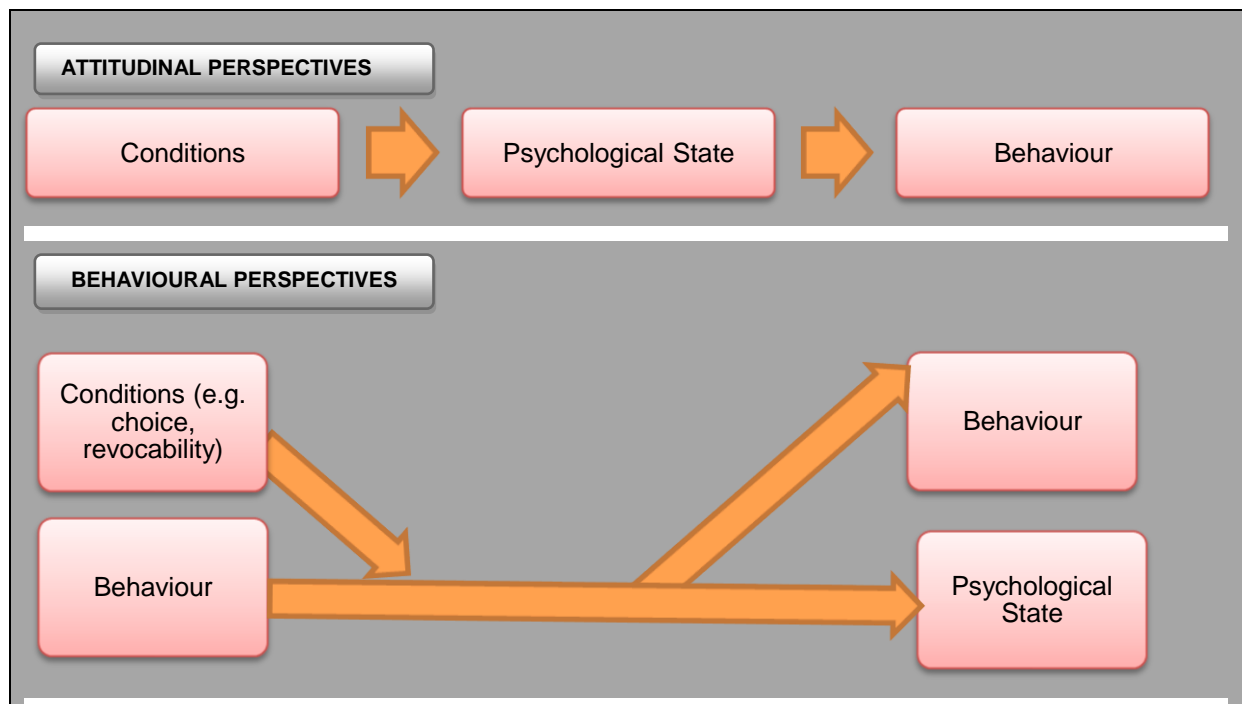 ATTITUDINAL PERSPECTIVES
Conditions
Psychological State
Behaviour
BEHAVIOURAL PERSPECTIVES
Conditions (e.g.
choice,
revocability)
Behaviour
Behaviour
Psychological
State